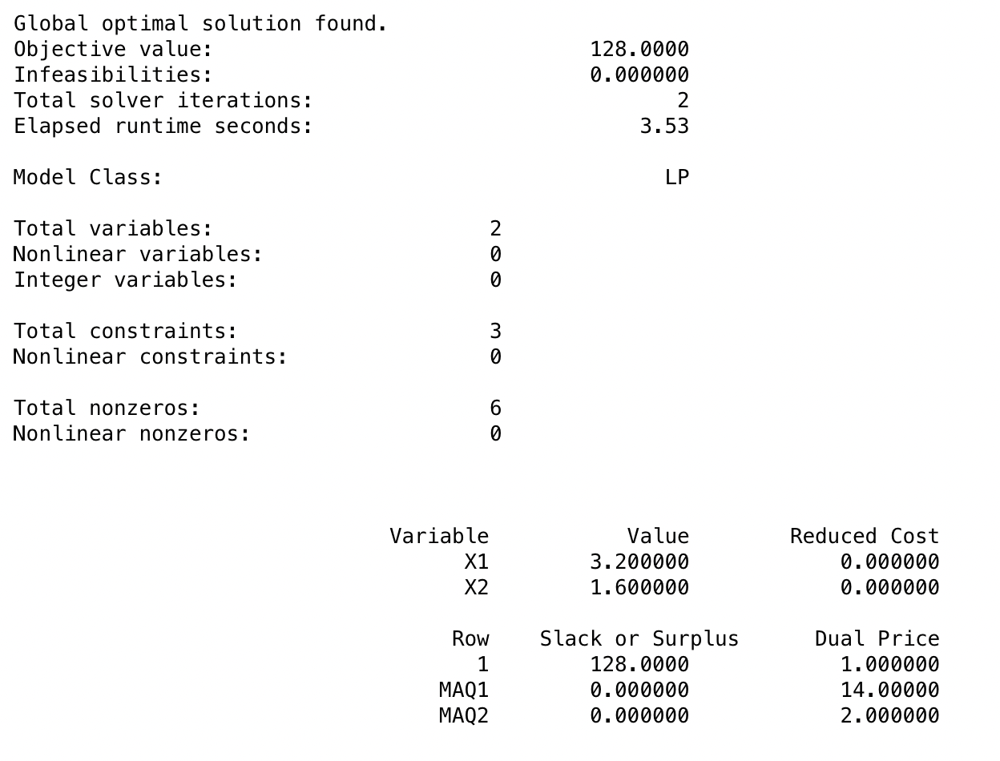 Global optimal solution found.
Objective value: 128.0000
Infeasibilities: 0.000000
Total solver iterations: 2
Elapsed runtime seconds: 3.53
Model Class: LP
Total variables: 2
Nonlinear variables: 0
Integer variables: 0
Total constraints: 3
Nonlinear constraints: 0
Total nonzeros: 6
Nonlinear nonzeros: 0
Variable Value Reduced Cost
X1 3.200000 0.000000
X2 1.600000 0.000000
Row Slack or Surplus Dual Price
1 128.0000 1.000000
MAQ1 0.000000 14.00000
MAQ2 0.000000 2.000000